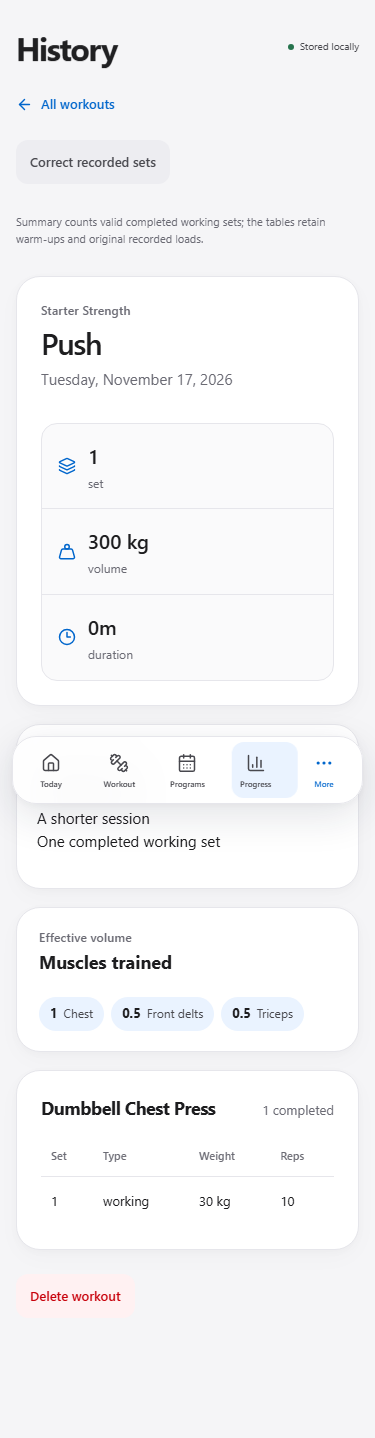 History
Stored locally
All workouts
Correct recorded sets
Summary counts valid completed working sets; the tables retain
warm-ups and original recorded loads.
Starter Strength
Push
Tuesday, November 17, 2026
1
set
300 kg
volume
0m
duration
Today
Workout
Programs
Progress
More
A shorter session
One completed working set
Effective volume
Muscles trained
1 Chest
0.5 Front delts
0.5 Triceps
Dumbbell Chest Press
1 completed
Set Type Weight Reps
1 working 30 kg 10
Delete workout